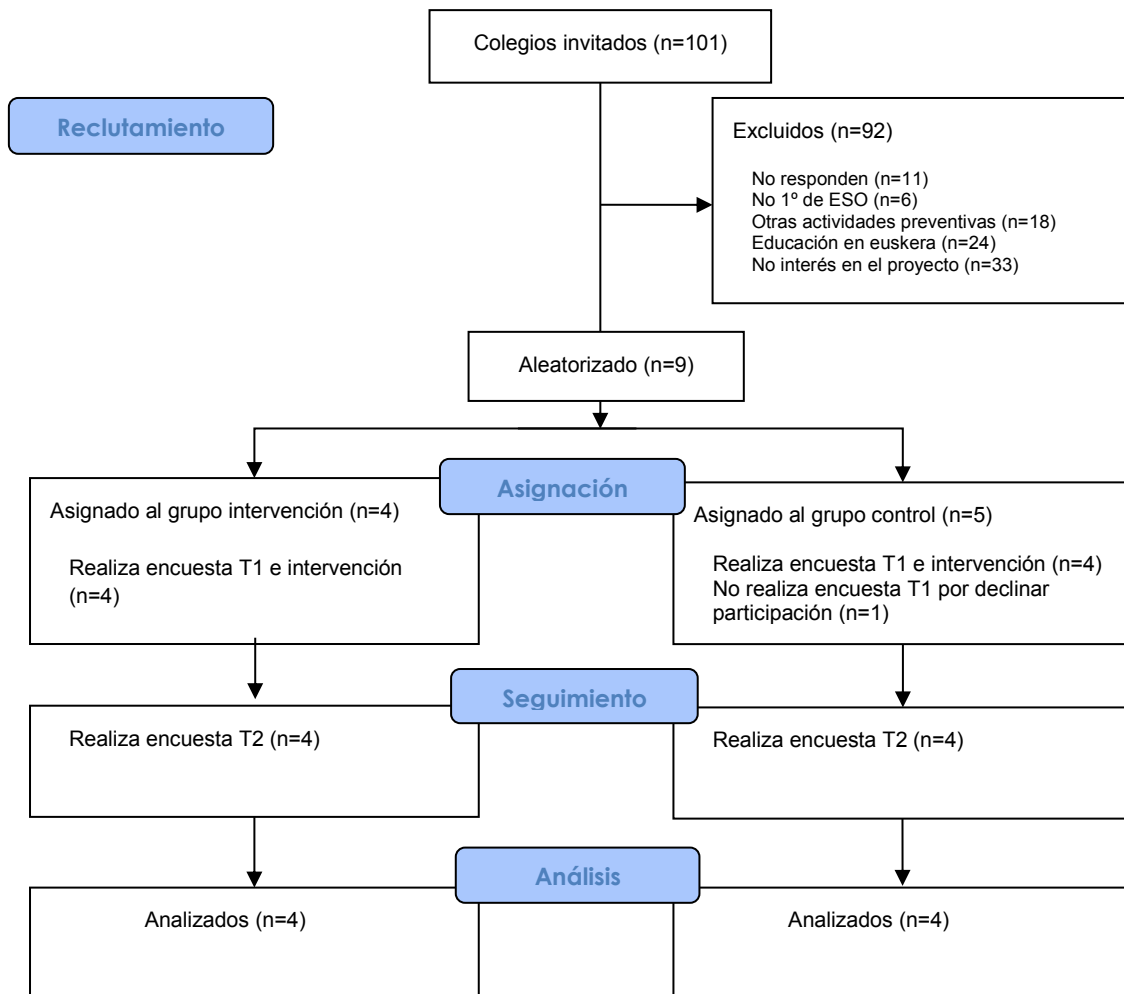 Colegios invitados (n=101)
Reclutamiento
Excluidos (n=92)
No responden (n=11)
No 1º de ESO (n=6)
Otras actividades preventivas (n=18)
Educación en euskera (n=24)
No interés en el proyecto (n=33)
Aleatorizado (n=9)
Asignación
Asignado al grupo intervención (n=4)
Realiza encuesta T1 e intervención
(n=4)
Asignado al grupo control (n=5)
Realiza encuesta T1 e intervención (n=4)
No realiza encuesta T1 por declinar
participación (n=1)
Seguimiento
Realiza encuesta T2 (n=4)
Realiza encuesta T2 (n=4)
Análisis
Analizados (n=4)
Analizados (n=4)